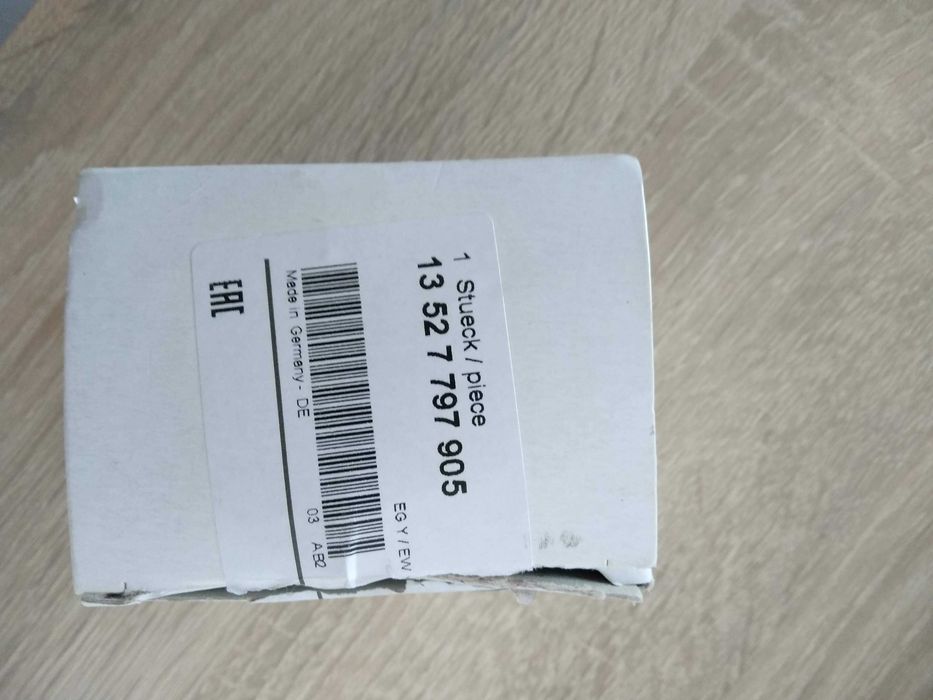 1 Stueck / piece
13 52 7 797 905
EG Y / EW
Made in Germany - DE
03 AB2
EAC